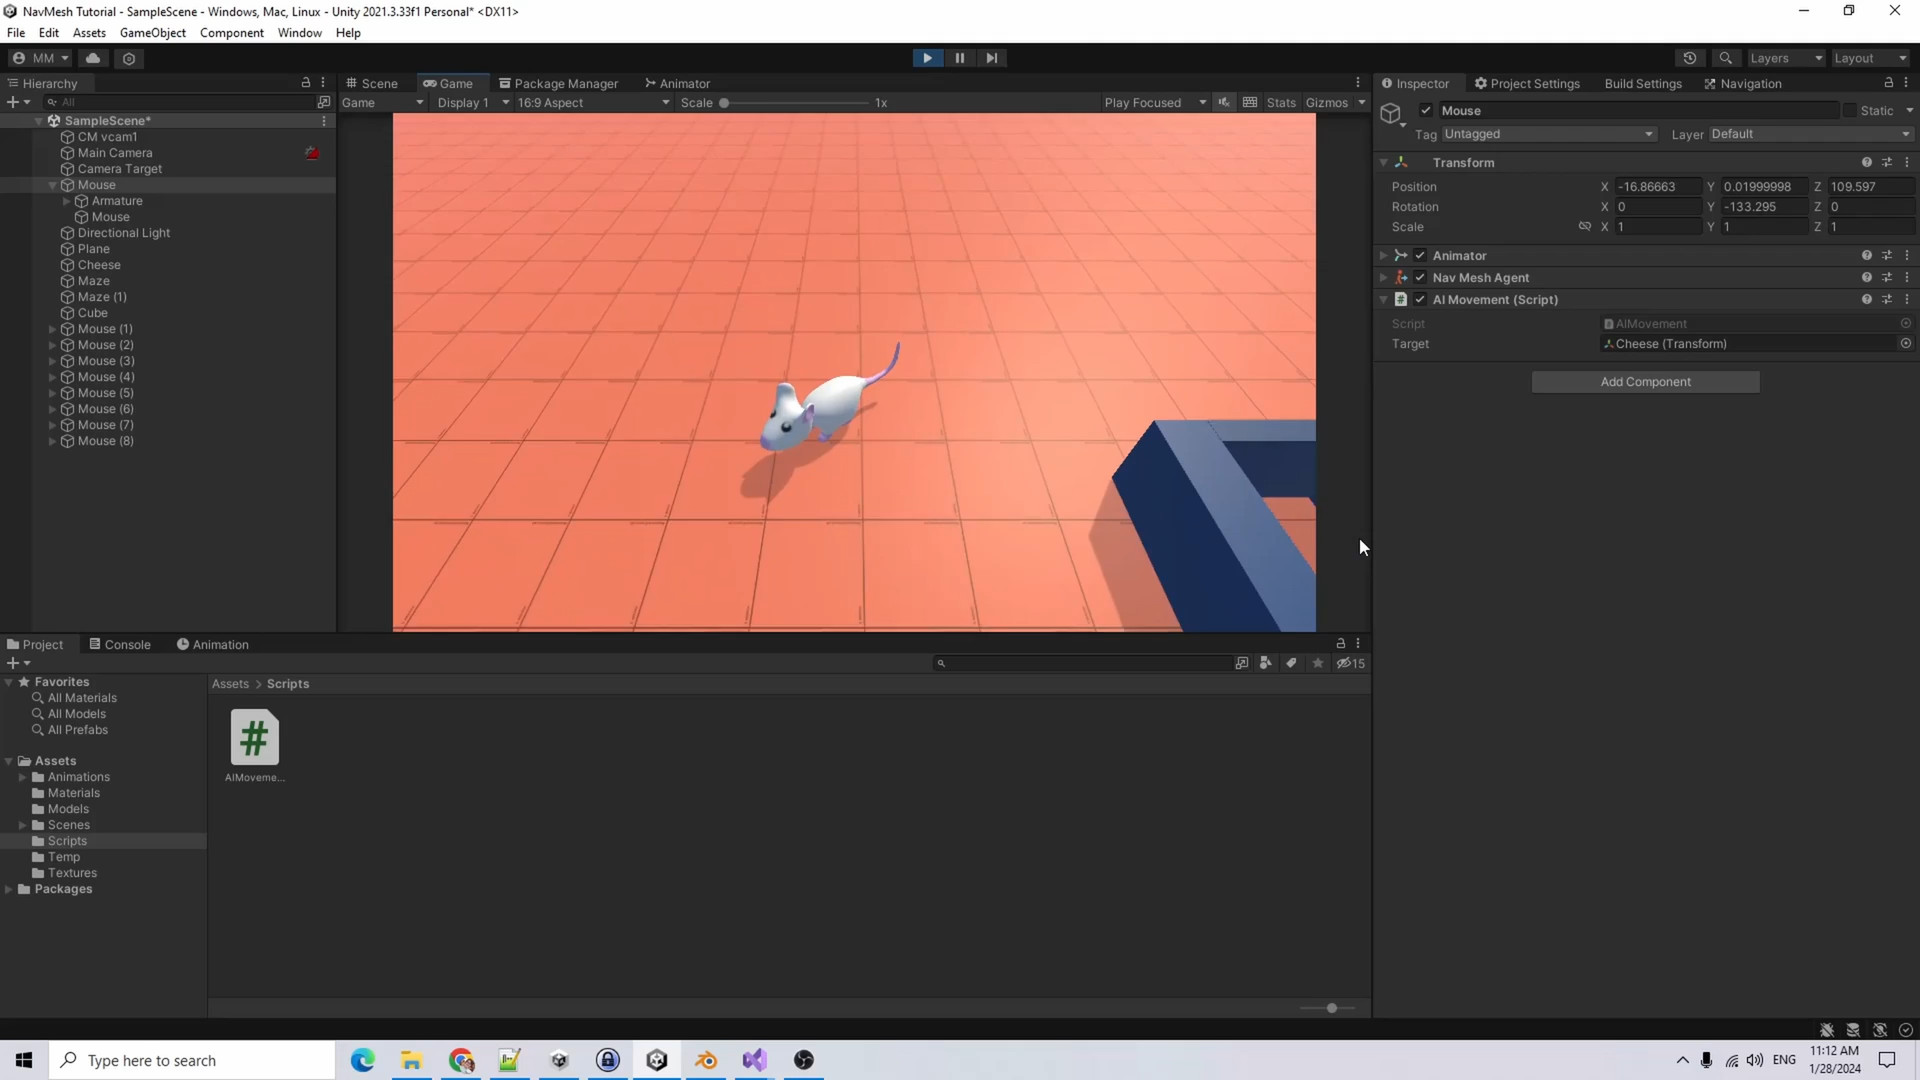 NavMesh Tutorial - SampleScene - Windows, Mac, Linux - Unity 2021.3.33f1 Personal* <DX11>
File Edit Assets GameObject Component Window Help
MM Layers Layout
Hierarchy Scene Game Package Manager Animator Inspector Project Settings Build Settings Navigation
All Game Display 1 16:9 Aspect Scale 1x Play Focused Stats Gizmos
Mouse Static
SampleScene*
Tag Untagged Layer Default
CM vcam1
Main Camera
Camera Target
Mouse
Armature
Mouse
Directional Light
Plane
Cheese
Maze
Maze (1)
Cube
Mouse (1)
Mouse (2)
Mouse (3)
Mouse (4)
Mouse (5)
Mouse (6)
Mouse (7)
Mouse (8)
Transform
Position X -16.86663 Y 0.01999998 Z 109.597
Rotation X 0 Y -133.295 Z 0
Scale X 1 Y 1 Z 1
Animator
Nav Mesh Agent
# AI Movement (Script)
Script AIMovement
Target Cheese (Transform)
Add Component
Project Console Animation
15
Favorites
All Materials
All Models
All Prefabs
Assets
Animations
Materials
Models
Scenes
Scripts
Temp
Textures
Packages
Assets > Scripts
#
AIMoveme...
Type here to search
ENG
11:12 AM
1/28/2024